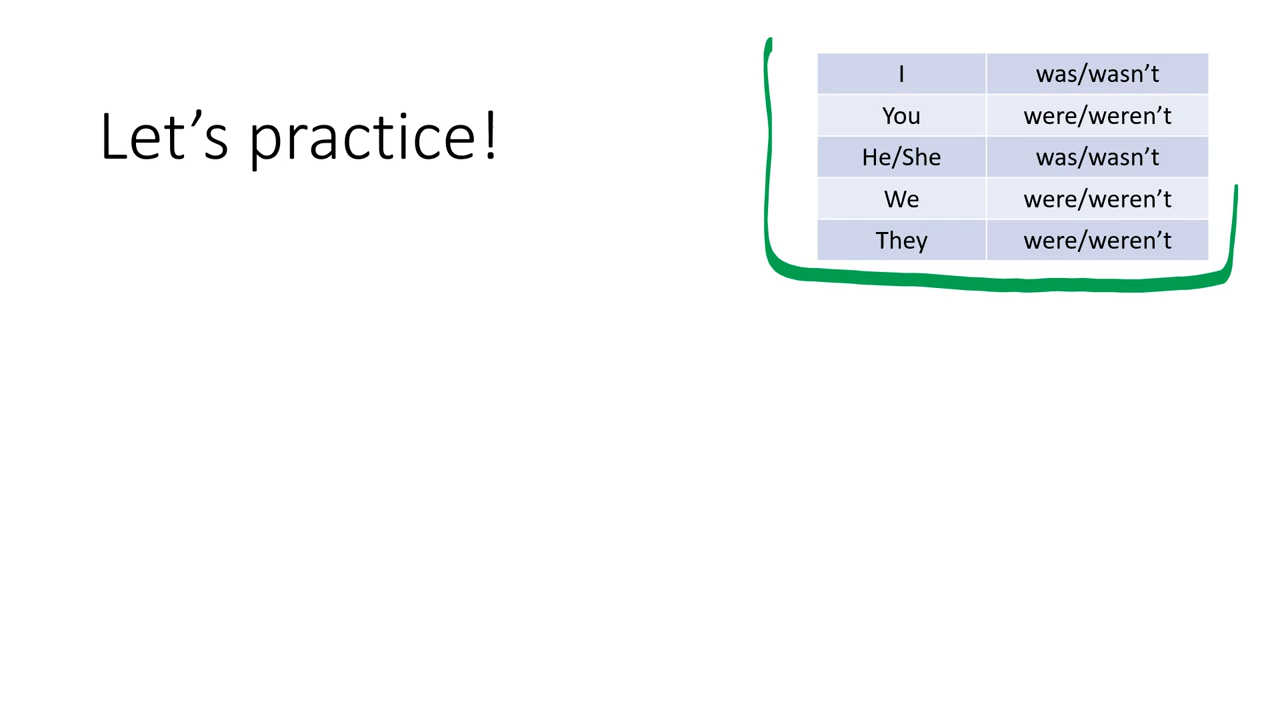 Let’s practice!
I was/wasn’t
You were/weren’t
He/She was/wasn’t
We were/weren’t
They were/weren’t